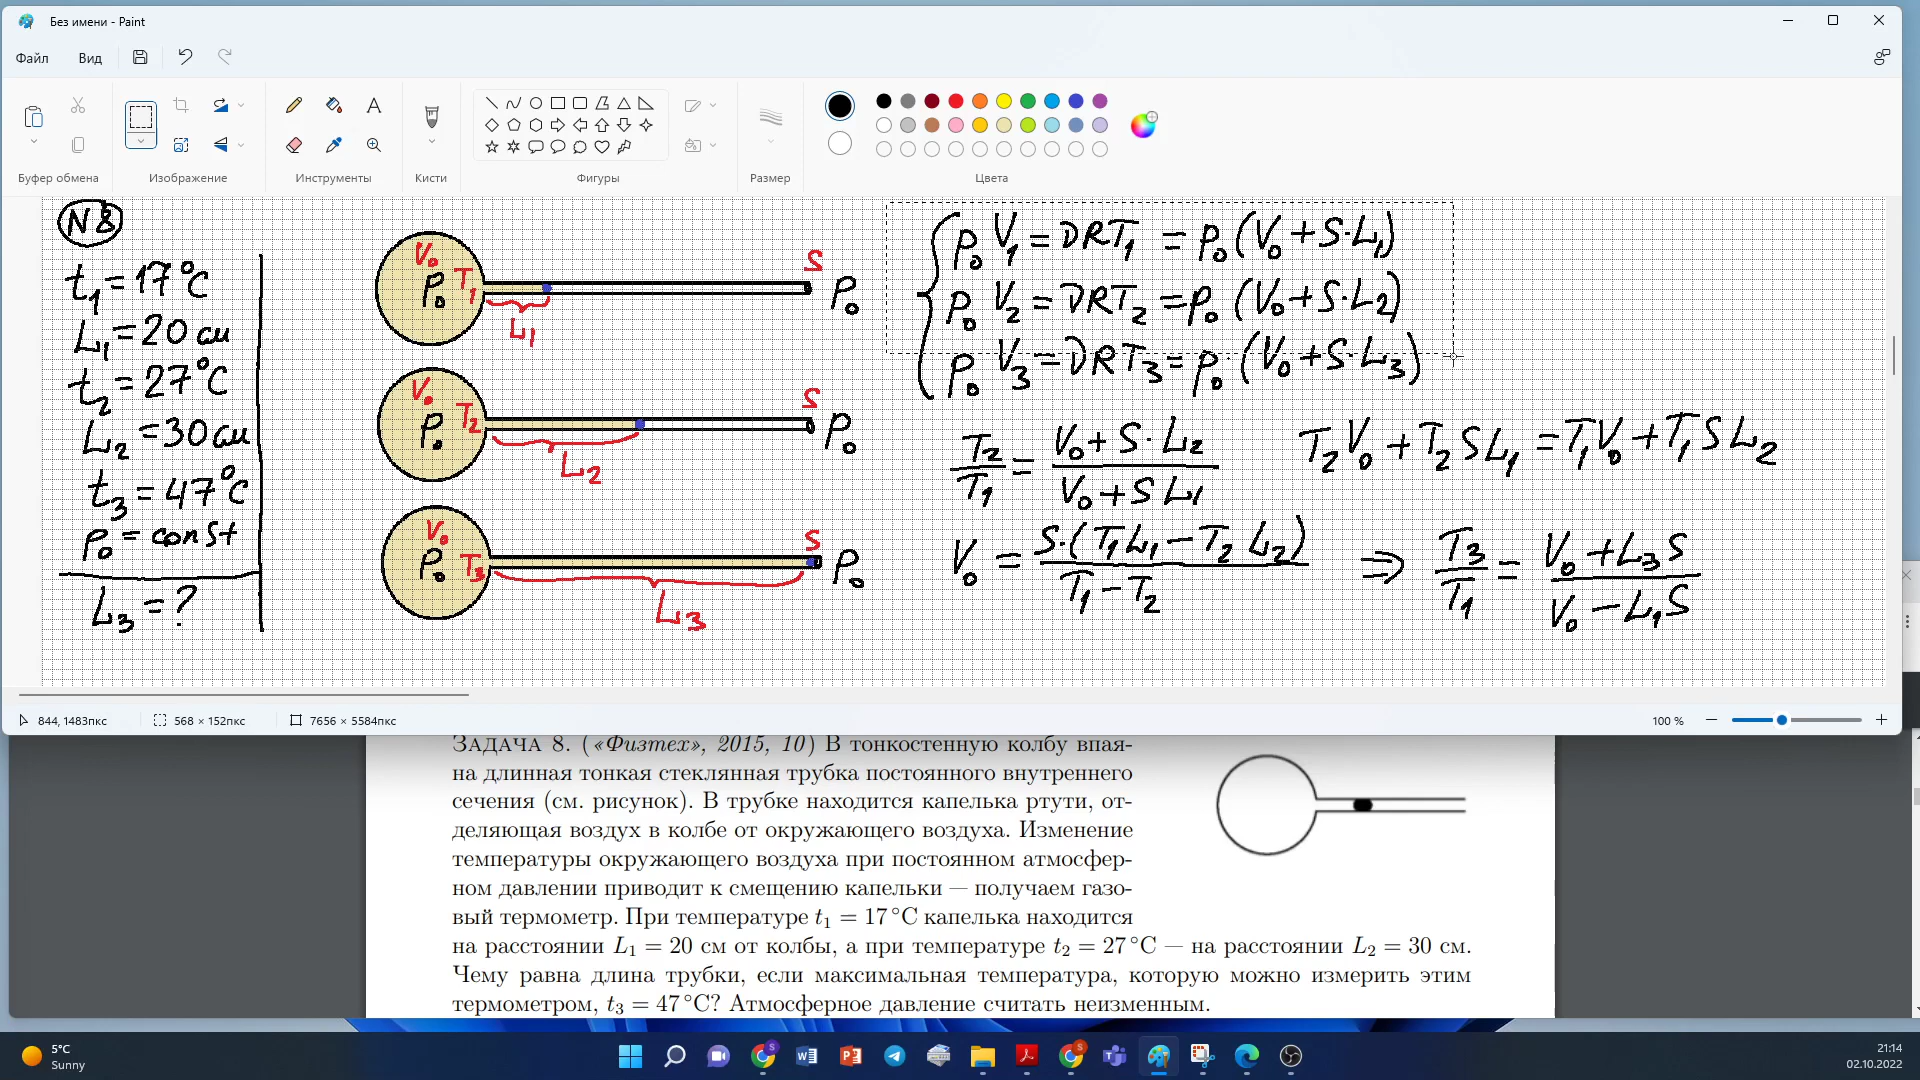 Без имени - Paint
Файл
Вид
Буфер обмена
Изображение
Инструменты
Кисти
Фигуры
Размер
Цвета
N 8
t₁ = 17°C
L₁ = 20 см
t₂ = 27°C
L₂ = 30 см
t₃ = 47°C
P₀ = const
L₃ = ?
V₀ P₀ T₁ L₁ S P₀
V₀ P₀ T₂ L₂ S P₀
V₀ P₀ T₃ L₃ S P₀
P₀ V₁ = νRT₁ = P₀ (V₀ + S·L₁)
P₀ V₂ = νRT₂ = P₀ (V₀ + S·L₂)
P₀ V₃ = νRT₃ = P₀ (V₀ + S·L₃)
T₂/T₁ = (V₀ + S·L₂)/(V₀ + S L₁) T₂V₀ + T₂SL₁ = T₁V₀ + T₁SL₂
V₀ = S·(T₁L₁ − T₂L₂)/(T₁ − T₂) ⇒ T₃/T₁ = (V₀ + L₃S)/(V₀ − L₁S)
844, 1483пкс
568 × 152пкс
7656 × 5584пкс
100 %
Задача 8. («Физтех», 2015, 10) В тонкостенную колбу впая-
на длинная тонкая стеклянная трубка постоянного внутреннего
сечения (см. рисунок). В трубке находится капелька ртути, от-
деляющая воздух в колбе от окружающего воздуха. Изменение
температуры окружающего воздуха при постоянном атмосфер-
ном давлении приводит к смещению капельки — получаем газо-
вый термометр. При температуре t₁ = 17 °C капелька находится
на расстоянии L₁ = 20 см от колбы, а при температуре t₂ = 27 °C — на расстоянии L₂ = 30 см.
Чему равна длина трубки, если максимальная температура, которую можно измерить этим
термометром, t₃ = 47 °C? Атмосферное давление считать неизменным.
5°C
Sunny
21:14
02.10.2022